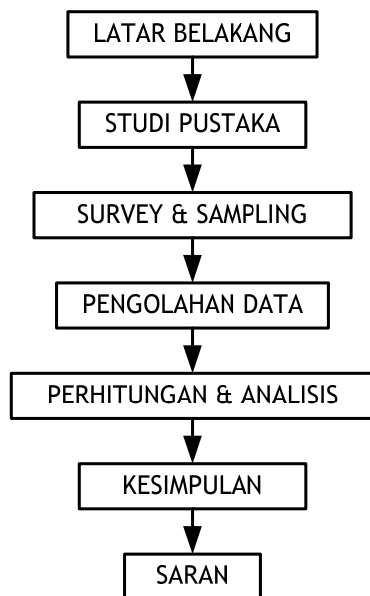 LATAR BELAKANG
STUDI PUSTAKA
SURVEY & SAMPLING
PENGOLAHAN DATA
PERHITUNGAN & ANALISIS
KESIMPULAN
SARAN